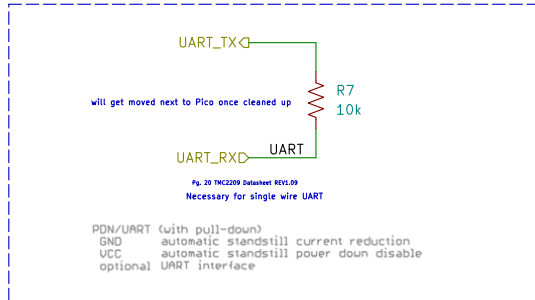 UART_TX
R7
10k
will get moved next to Pico once cleaned up
UART
UART_RX
Pg. 20 TMC2209 Datasheet REV1.09
Necessary for single wire UART
PDN/UART (with pull-down)
GND automatic standstill current reduction
VCC automatic standstill power down disable
optional UART interface